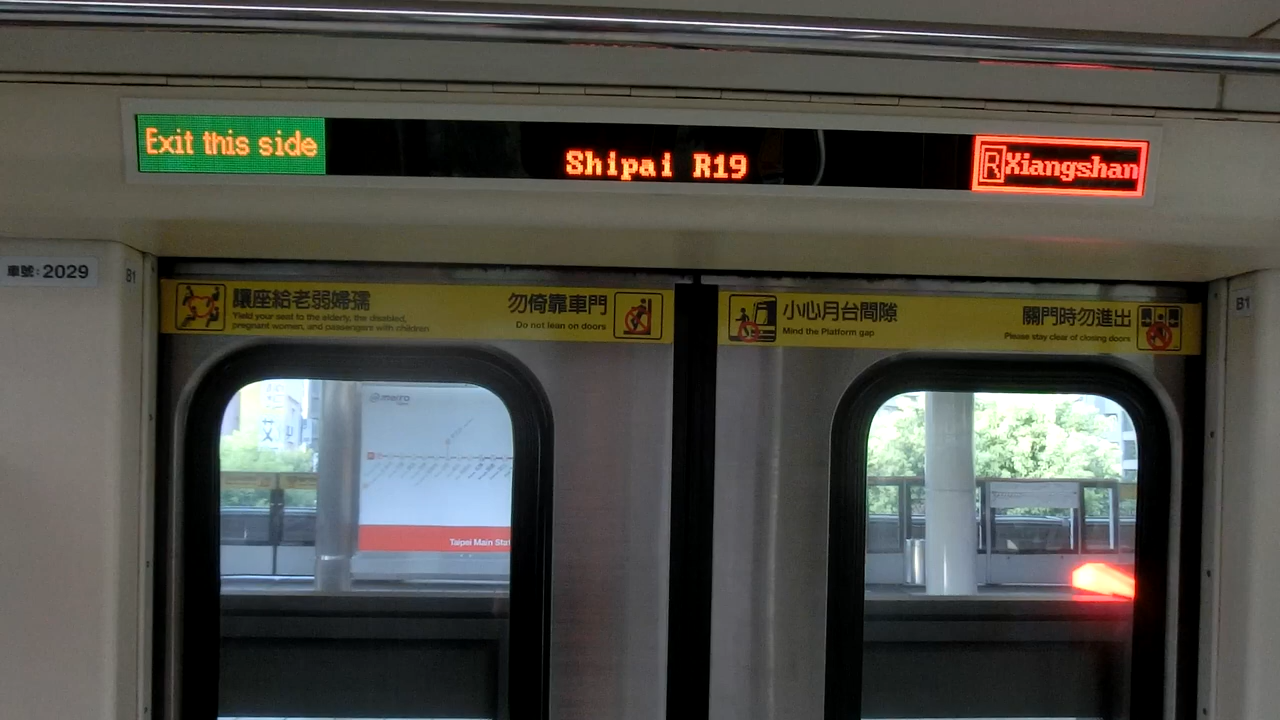 Exit this side
Shipai R19
R Xiangshan
車號:2029
B1
讓座給老弱婦孺
Yield your seat to the elderly, the disabled,
pregnant women, and passengers with children
勿倚靠車門
Do not lean on doors
小心月台間隙
Mind the Platform gap
關門時勿進出
Please stay clear of closing doors
B1
metro
Taipei Main Stat